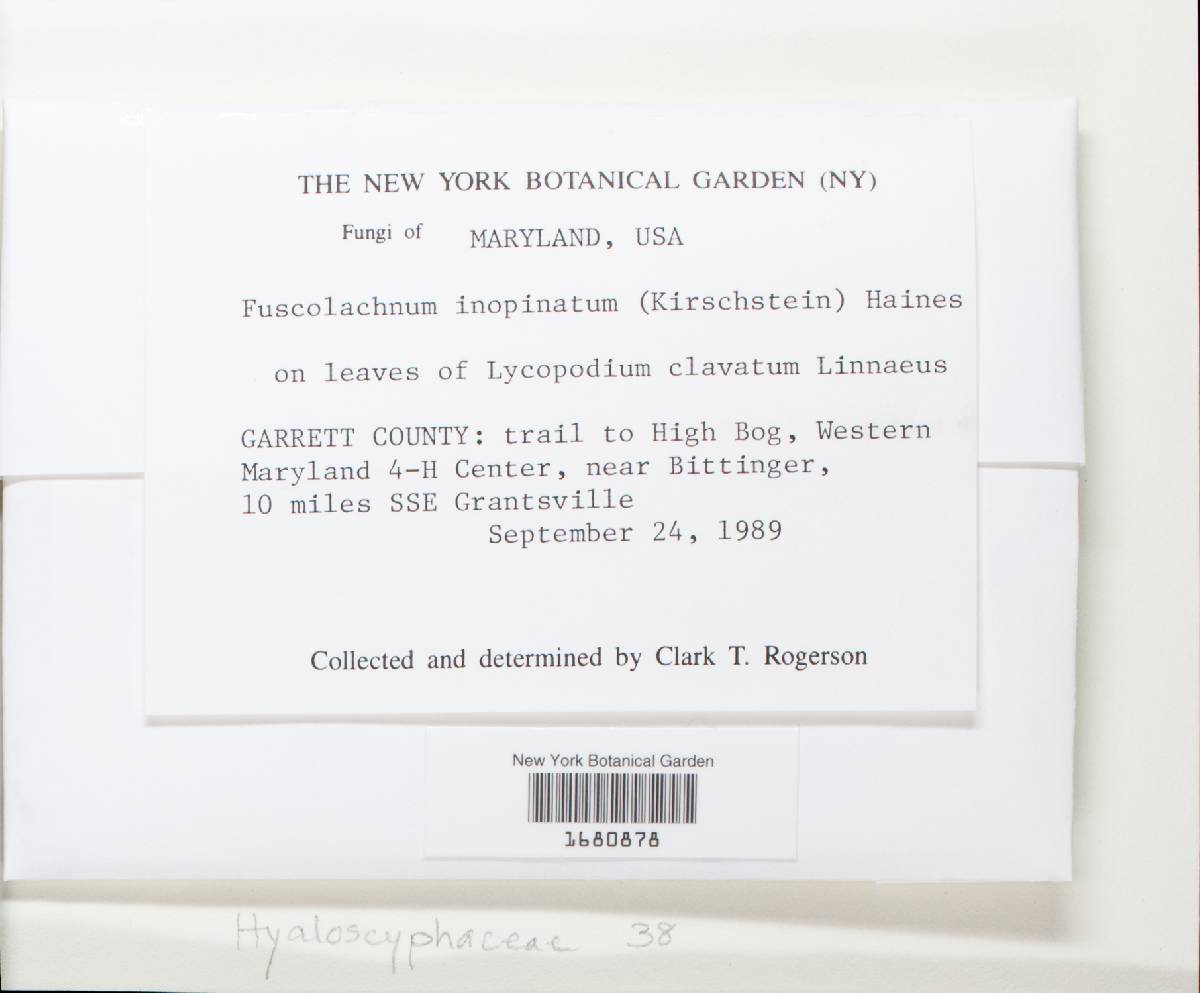 THE NEW YORK BOTANICAL GARDEN (NY)
Fungi of MARYLAND, USA
Fuscolachnum inopinatum (Kirschstein) Haines
on leaves of Lycopodium clavatum Linnaeus
GARRETT COUNTY: trail to High Bog, Western
Maryland 4-H Center, near Bittinger,
10 miles SSE Grantsville
September 24, 1989
Collected and determined by Clark T. Rogerson
New York Botanical Garden
1680878
Hyaloscyphaceae 38